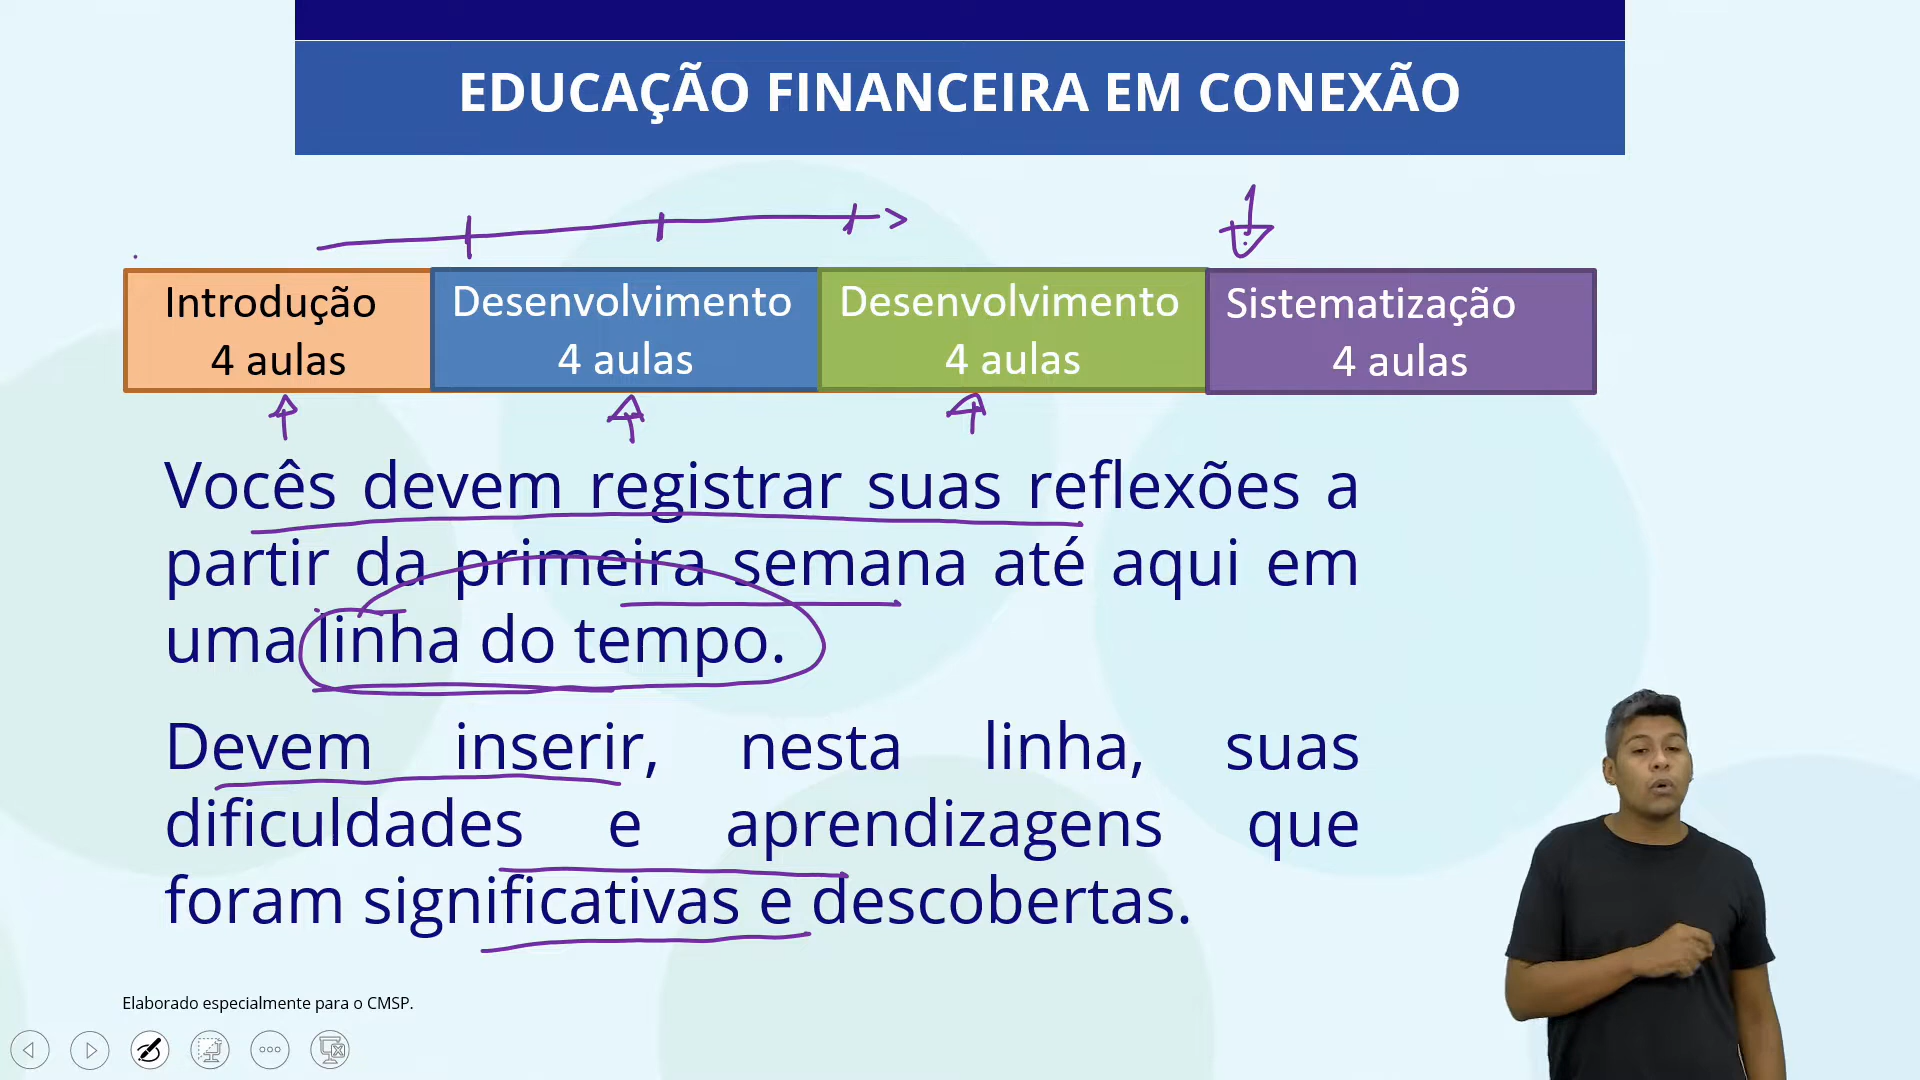 EDUCAÇÃO FINANCEIRA EM CONEXÃO
Introdução
4 aulas
Desenvolvimento
4 aulas
Desenvolvimento
4 aulas
Sistematização
4 aulas
Vocês devem registrar suas reflexões a
partir da primeira semana até aqui em
uma linha do tempo.
Devem inserir, nesta linha, suas
dificuldades e aprendizagens que
foram significativas e descobertas.
Elaborado especialmente para o CMSP.